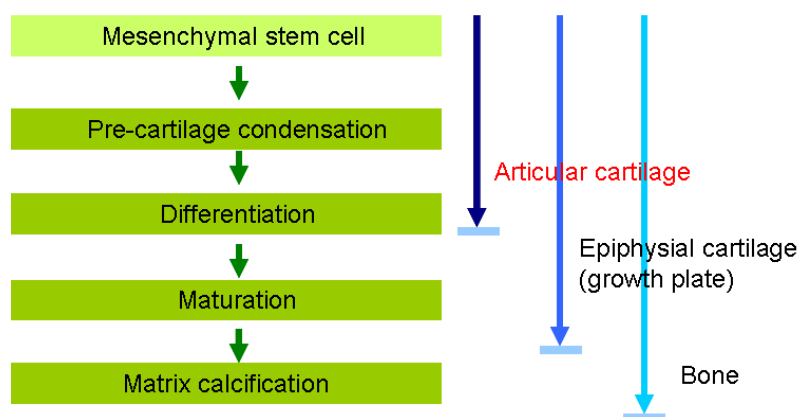 Mesenchymal stem cell
Pre-cartilage condensation
Differentiation
Maturation
Matrix calcification
Articular cartilage
Epiphysial cartilage
(growth plate)
Bone